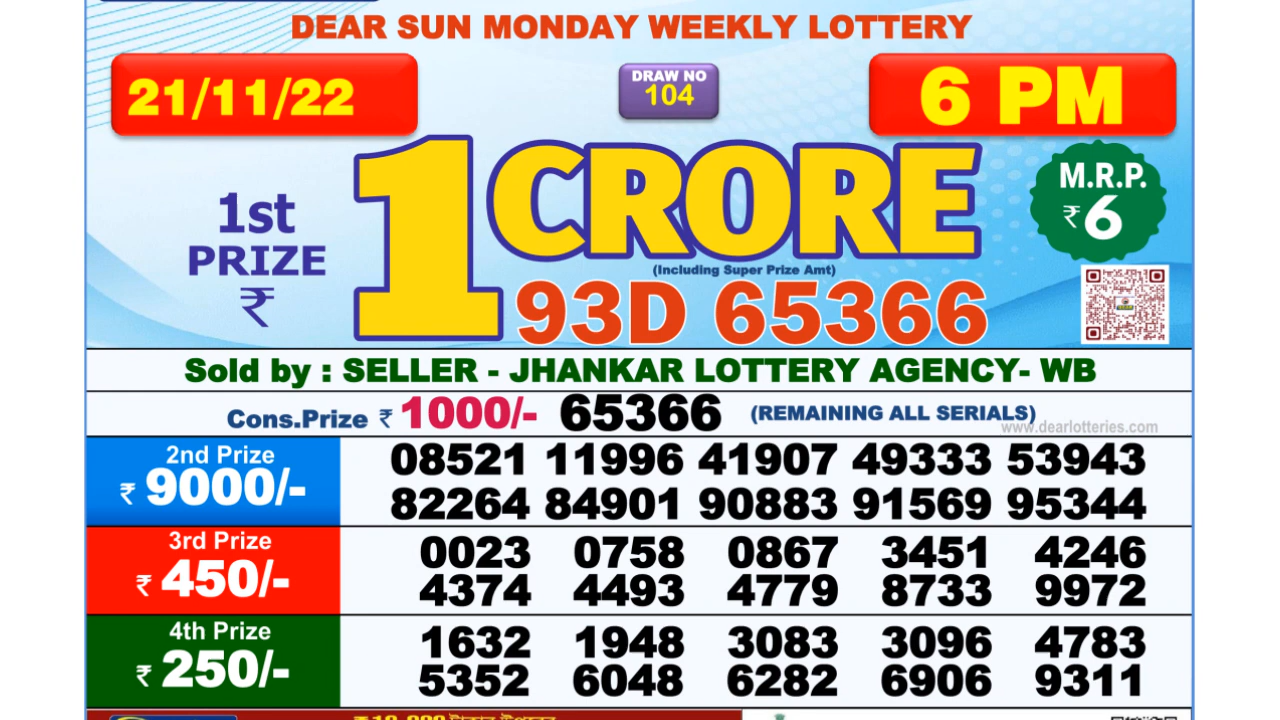 DEAR SUN MONDAY WEEKLY LOTTERY
21/11/22
DRAW NO
104
6 PM
1st
PRIZE
₹
1 CRORE
(Including Super Prize Amt)
93D 65366
M.R.P.
₹ 6
Sold by : SELLER - JHANKAR LOTTERY AGENCY- WB
Cons.Prize ₹ 1000/- 65366 (REMAINING ALL SERIALS)
www.dearlotteries.com
2nd Prize
₹ 9000/-
08521 11996 41907 49333 53943
82264 84901 90883 91569 95344
3rd Prize
₹ 450/-
0023 0758 0867 3451 4246
4374 4493 4779 8733 9972
4th Prize
₹ 250/-
1632 1948 3083 3096 4783
5352 6048 6282 6906 9311